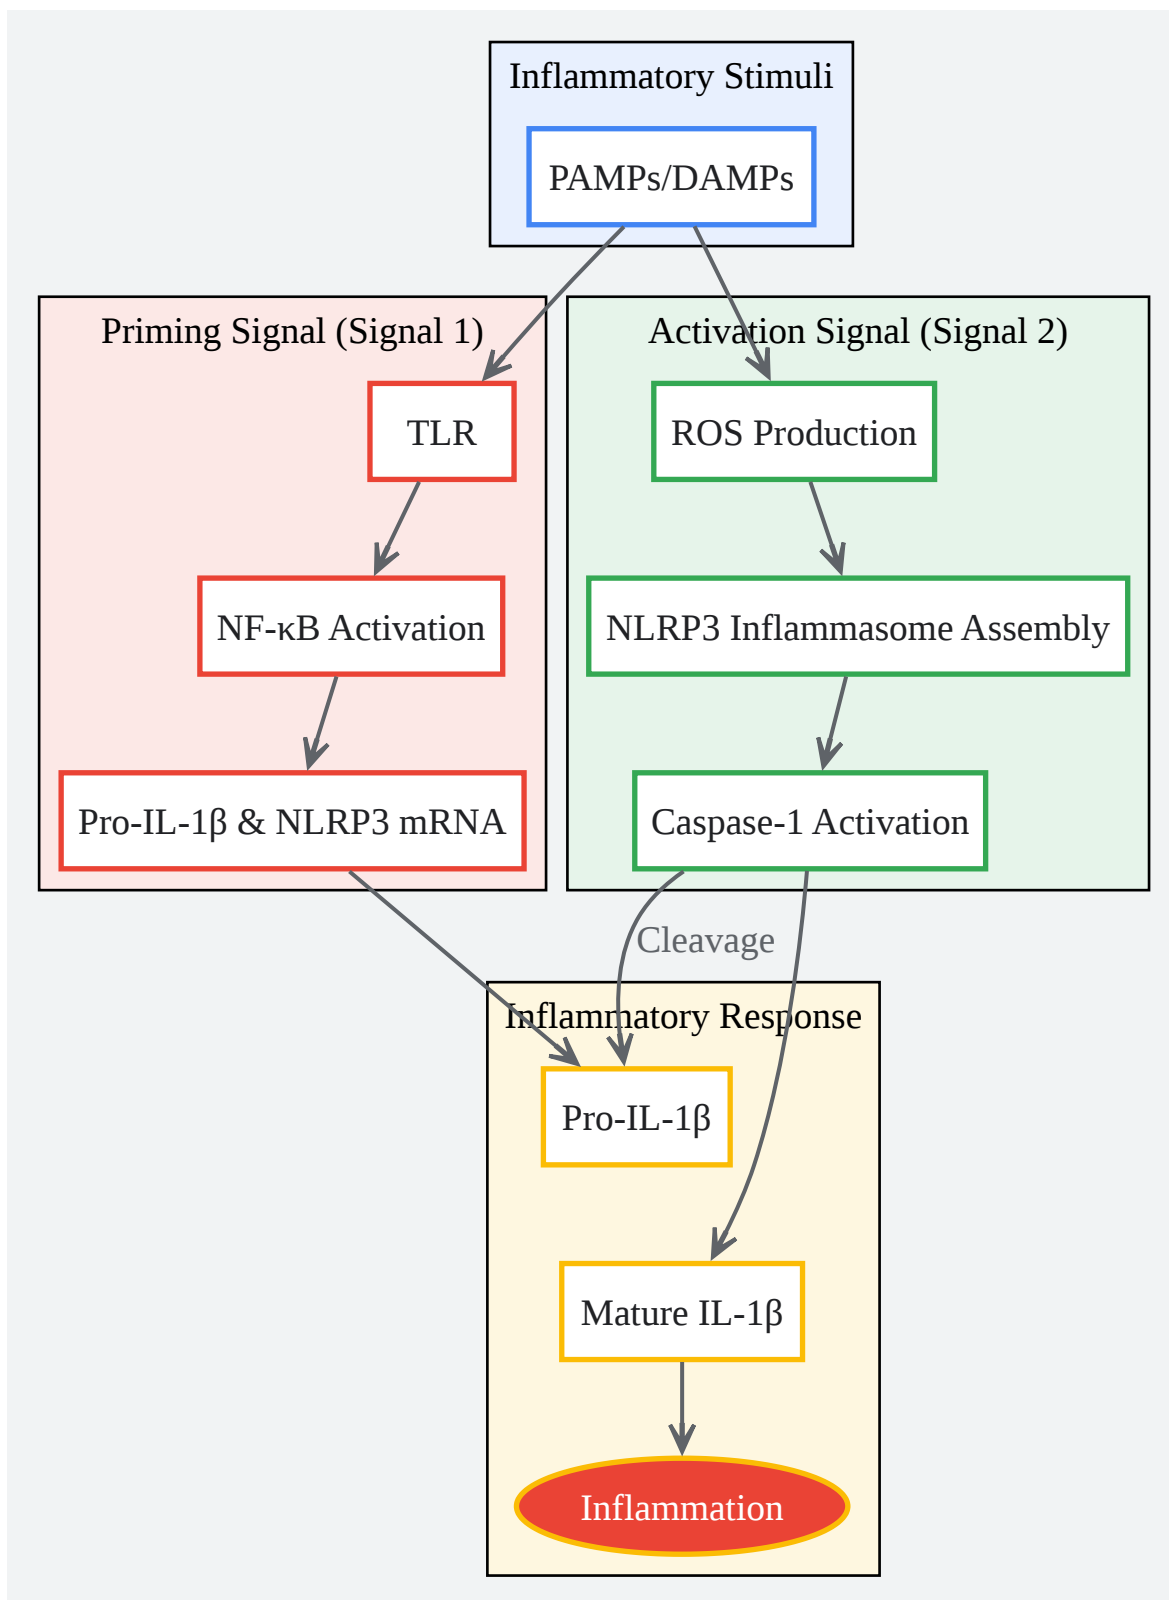 Inflammatory Stimuli
PAMPs/DAMPs
Priming Signal (Signal 1)
Activation Signal (Signal 2)
TLR
ROS Production
NF-κB Activation
NLRP3 Inflammasome Assembly
Pro-IL-1β & NLRP3 mRNA
Caspase-1 Activation
Cleavage
Inflammatory Response
Pro-IL-1β
Mature IL-1β
Inflammation